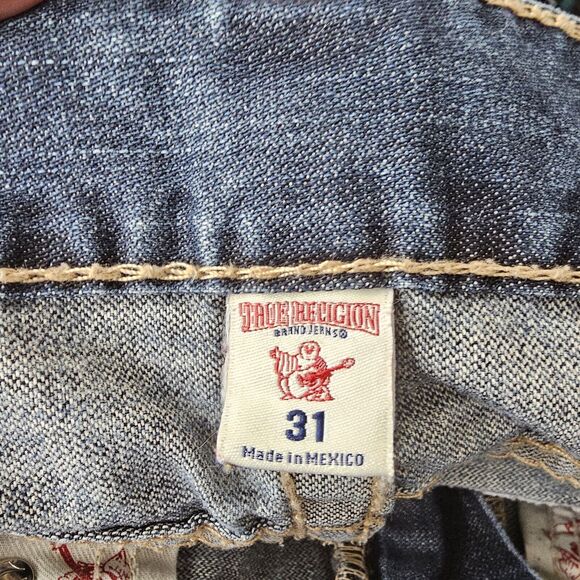 TRUE RELIGION
BRAND JEANS®
31
Made in MEXICO